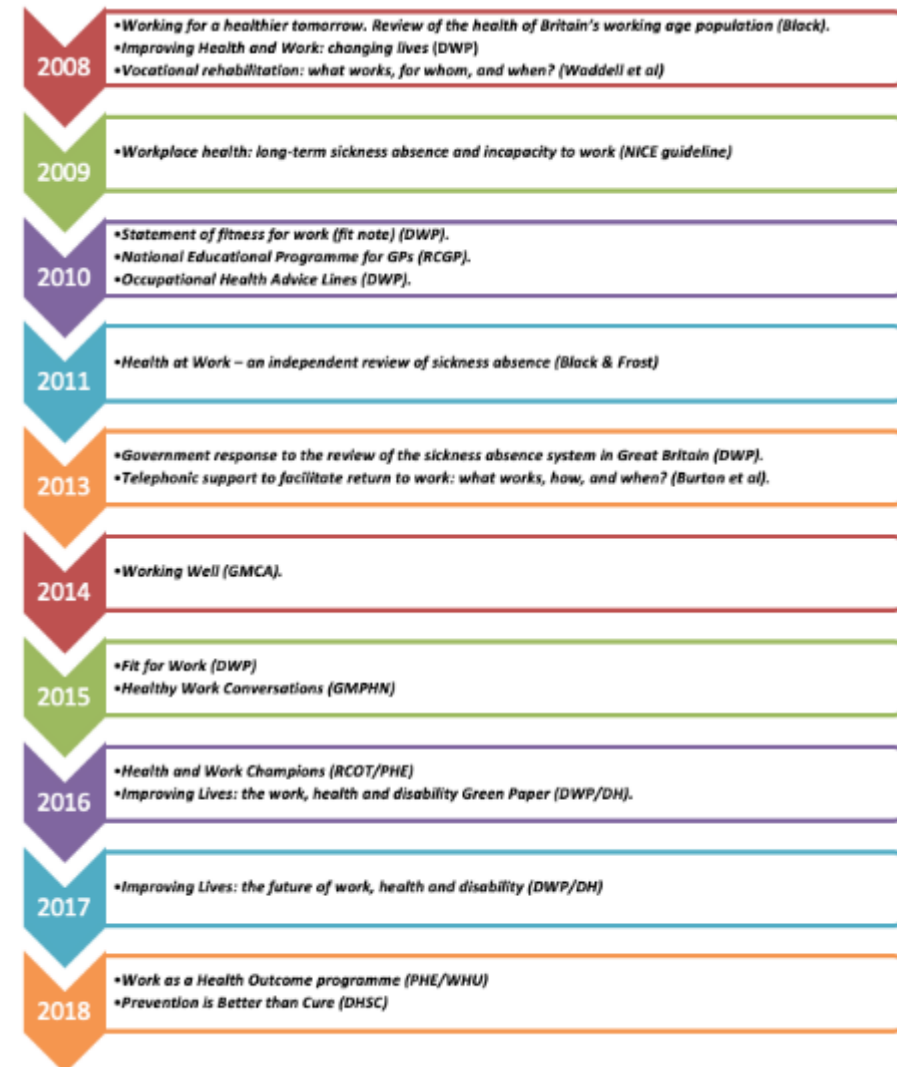 2008
•Working for a healthier tomorrow. Review of the health of Britain's working age population (Black).
•Improving Health and Work: changing lives (DWP)
•Vocational rehabilitation: what works, for whom, and when? (Waddell et al)
2009
•Workplace health: long-term sickness absence and incapacity to work (NICE guideline)
2010
•Statement of fitness for work (fit note) (DWP).
•National Educational Programme for GPs (RCGP).
•Occupational Health Advice Lines (DWP).
2011
•Health at Work – an independent review of sickness absence (Black & Frost)
2013
•Government response to the review of the sickness absence system in Great Britain (DWP).
•Telephonic support to facilitate return to work: what works, how, and when? (Burton et al).
2014
•Working Well (GMCA).
2015
•Fit for Work (DWP)
•Healthy Work Conversations (GMPHN)
2016
•Health and Work Champions (RCOT/PHE)
•Improving Lives: the work, health and disability Green Paper (DWP/DH).
2017
•Improving Lives: the future of work, health and disability (DWP/DH)
2018
•Work as a Health Outcome programme (PHE/WHU)
•Prevention is Better than Cure (DHSC)